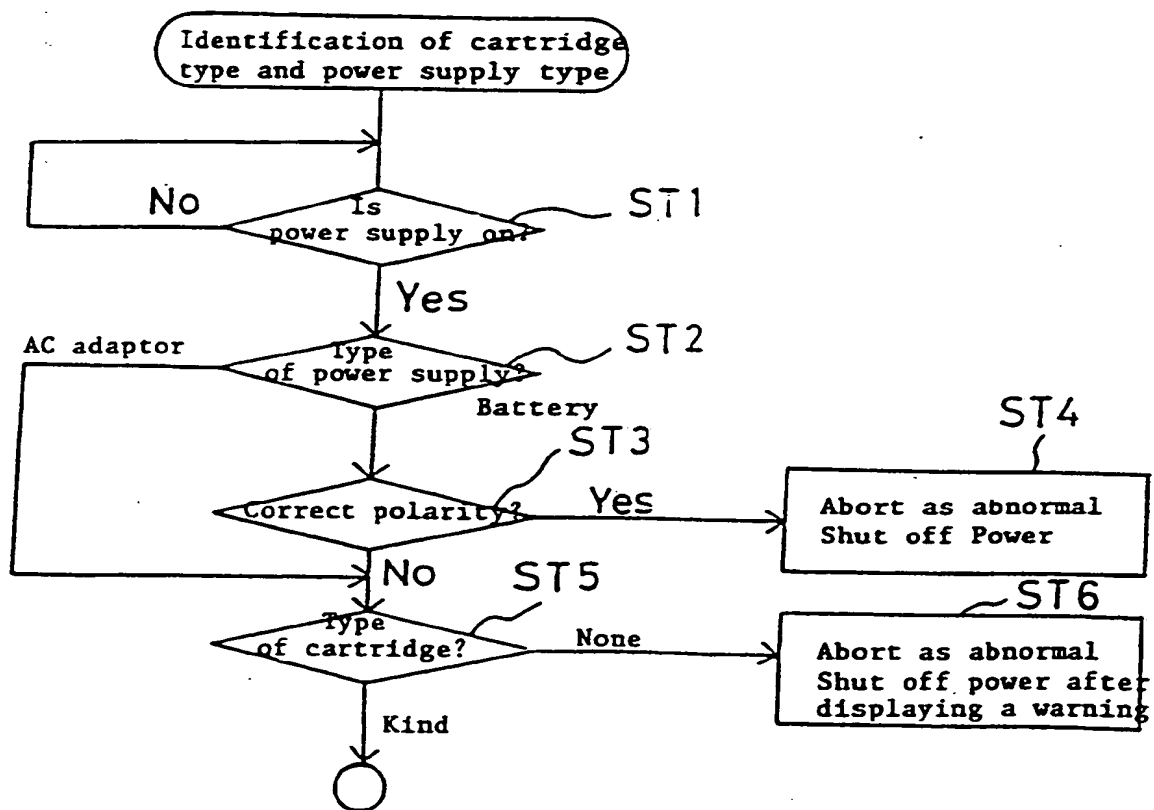 Identification of cartridge
type and power supply type
No
Is
power supply on?
ST1
Yes
AC adaptor
Type
of power supply?
ST2
Battery
ST3
Correct polarity?
Yes
ST4
Abort as abnormal
Shut off Power
No
ST5
Type
of cartridge?
None
ST6
Abort as abnormal
Shut off power after
displaying a warning
Kind